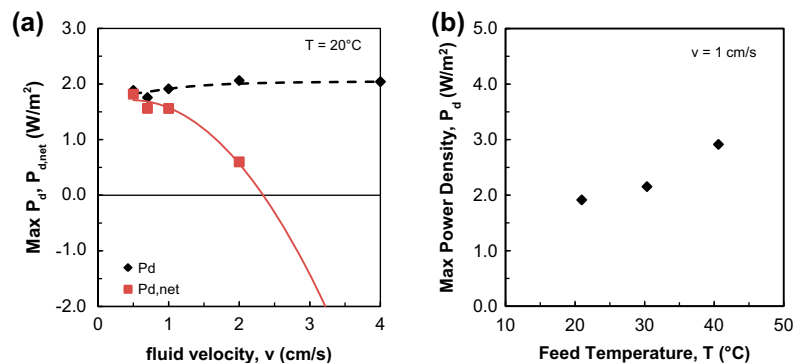 (a)
Max P_d, P_d,net (W/m²)
3.0
2.0
1.0
0.0
-1.0
-2.0
T = 20°C
Pd
Pd,net
0 1 2 3 4
fluid velocity, v (cm/s)
(b)
Max Power Density, P_d (W/m²)
5.0
4.0
3.0
2.0
1.0
0.0
v = 1 cm/s
10 20 30 40 50
Feed Temperature, T (°C)